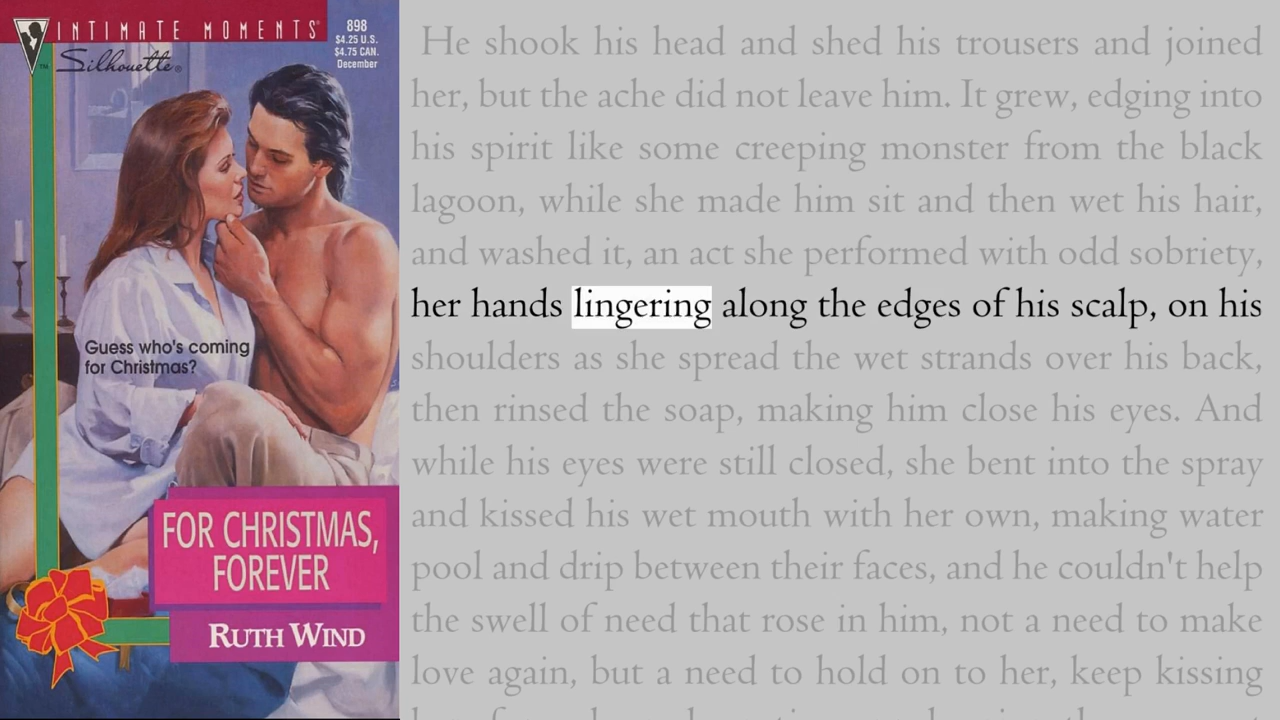 INTIMATE MOMENTS®
Silhouette®
TM
898
$4.25 U.S.
$4.75 CAN.
December
Guess who's coming
for Christmas?
FOR CHRISTMAS,
FOREVER
RUTH WIND
He shook his head and shed his trousers and joined
her, but the ache did not leave him. It grew, edging into
his spirit like some creeping monster from the black
lagoon, while she made him sit and then wet his hair,
and washed it, an act she performed with odd sobriety,
her hands lingering along the edges of his scalp, on his
shoulders as she spread the wet strands over his back,
then rinsed the soap, making him close his eyes. And
while his eyes were still closed, she bent into the spray
and kissed his wet mouth with her own, making water
pool and drip between their faces, and he couldn't help
the swell of need that rose in him, not a need to make
love again, but a need to hold on to her, keep kissing